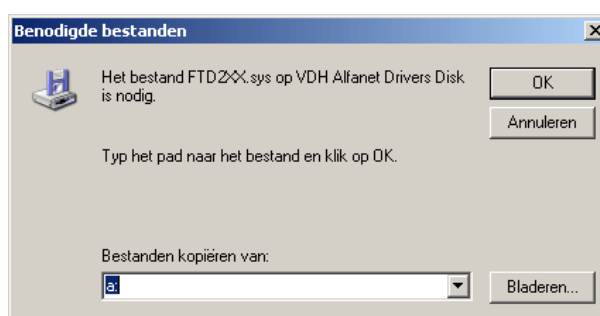 Benodigde bestanden
Het bestand FTD2XX.sys op VDH Alfanet Drivers Disk
is nodig.
OK
Annuleren
Typ het pad naar het bestand en klik op OK.
Bestanden kopiëren van:
a:
Bladeren...